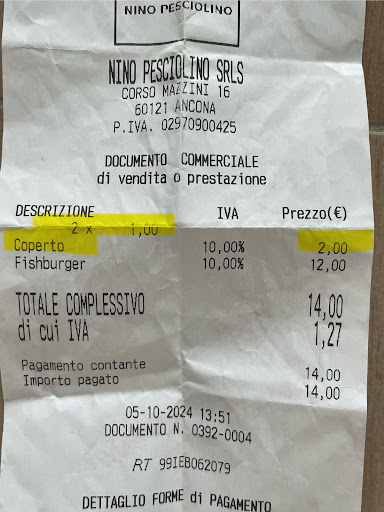 NINO PESCIOLINO
NINO PESCIOLINO SRLS
CORSO MAZZINI 16
60121 ANCONA
P.IVA. 02970900425
DOCUMENTO COMMERCIALE
di vendita o prestazione
DESCRIZIONE IVA Prezzo(€)
2 x 1,00
Coperto 10,00% 2,00
Fishburger 10,00% 12,00
TOTALE COMPLESSIVO 14,00
di cui IVA 1,27
Pagamento contante 14,00
Importo pagato 14,00
05-10-2024 13:51
DOCUMENTO N. 0392-0004
RT 99IEB062079
DETTAGLIO FORME di PAGAMENTO